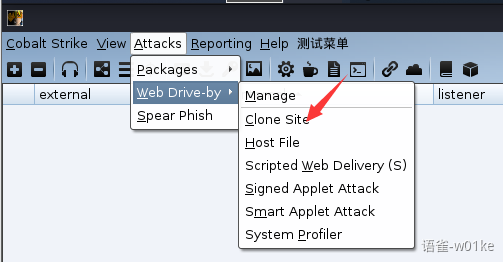 Cobalt Strike View Attacks Reporting Help 测试菜单
Packages
Web Drive-by
Spear Phish
external
listener
Manage
Clone Site
Host File
Scripted Web Delivery (S)
Signed Applet Attack
Smart Applet Attack
System Profiler
语雀-w01ke